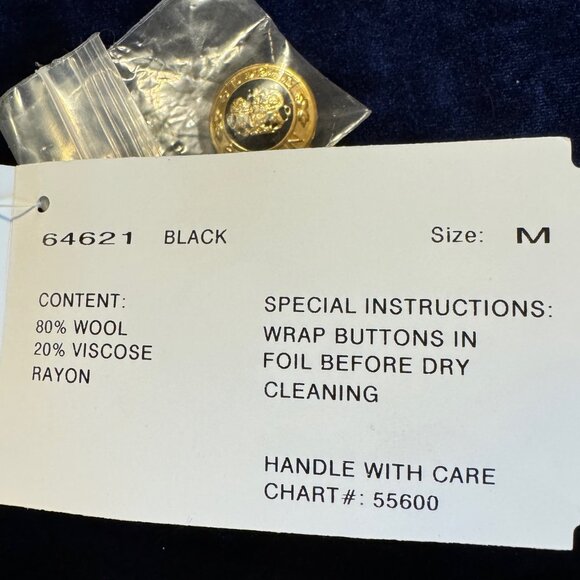 64621 BLACK Size: M
CONTENT:
80% WOOL
20% VISCOSE
RAYON
SPECIAL INSTRUCTIONS:
WRAP BUTTONS IN
FOIL BEFORE DRY
CLEANING
HANDLE WITH CARE
CHART#: 55600